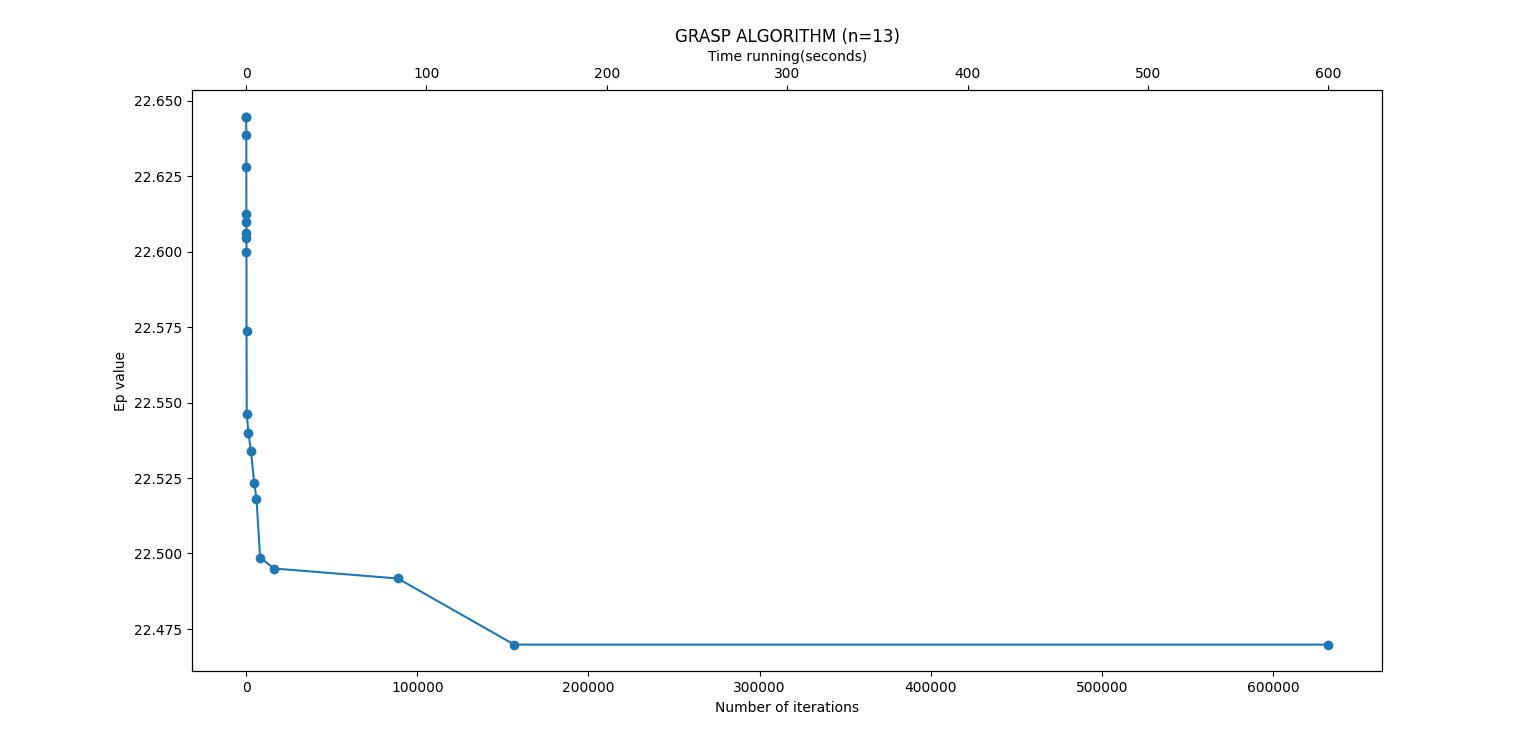 GRASP ALGORITHM (n=13)
Time running(seconds)
0 100 200 300 400 500 600
22.650
22.625
22.600
22.575
22.550
22.525
22.500
22.475
Ep value
0 100000 200000 300000 400000 500000 600000
Number of iterations